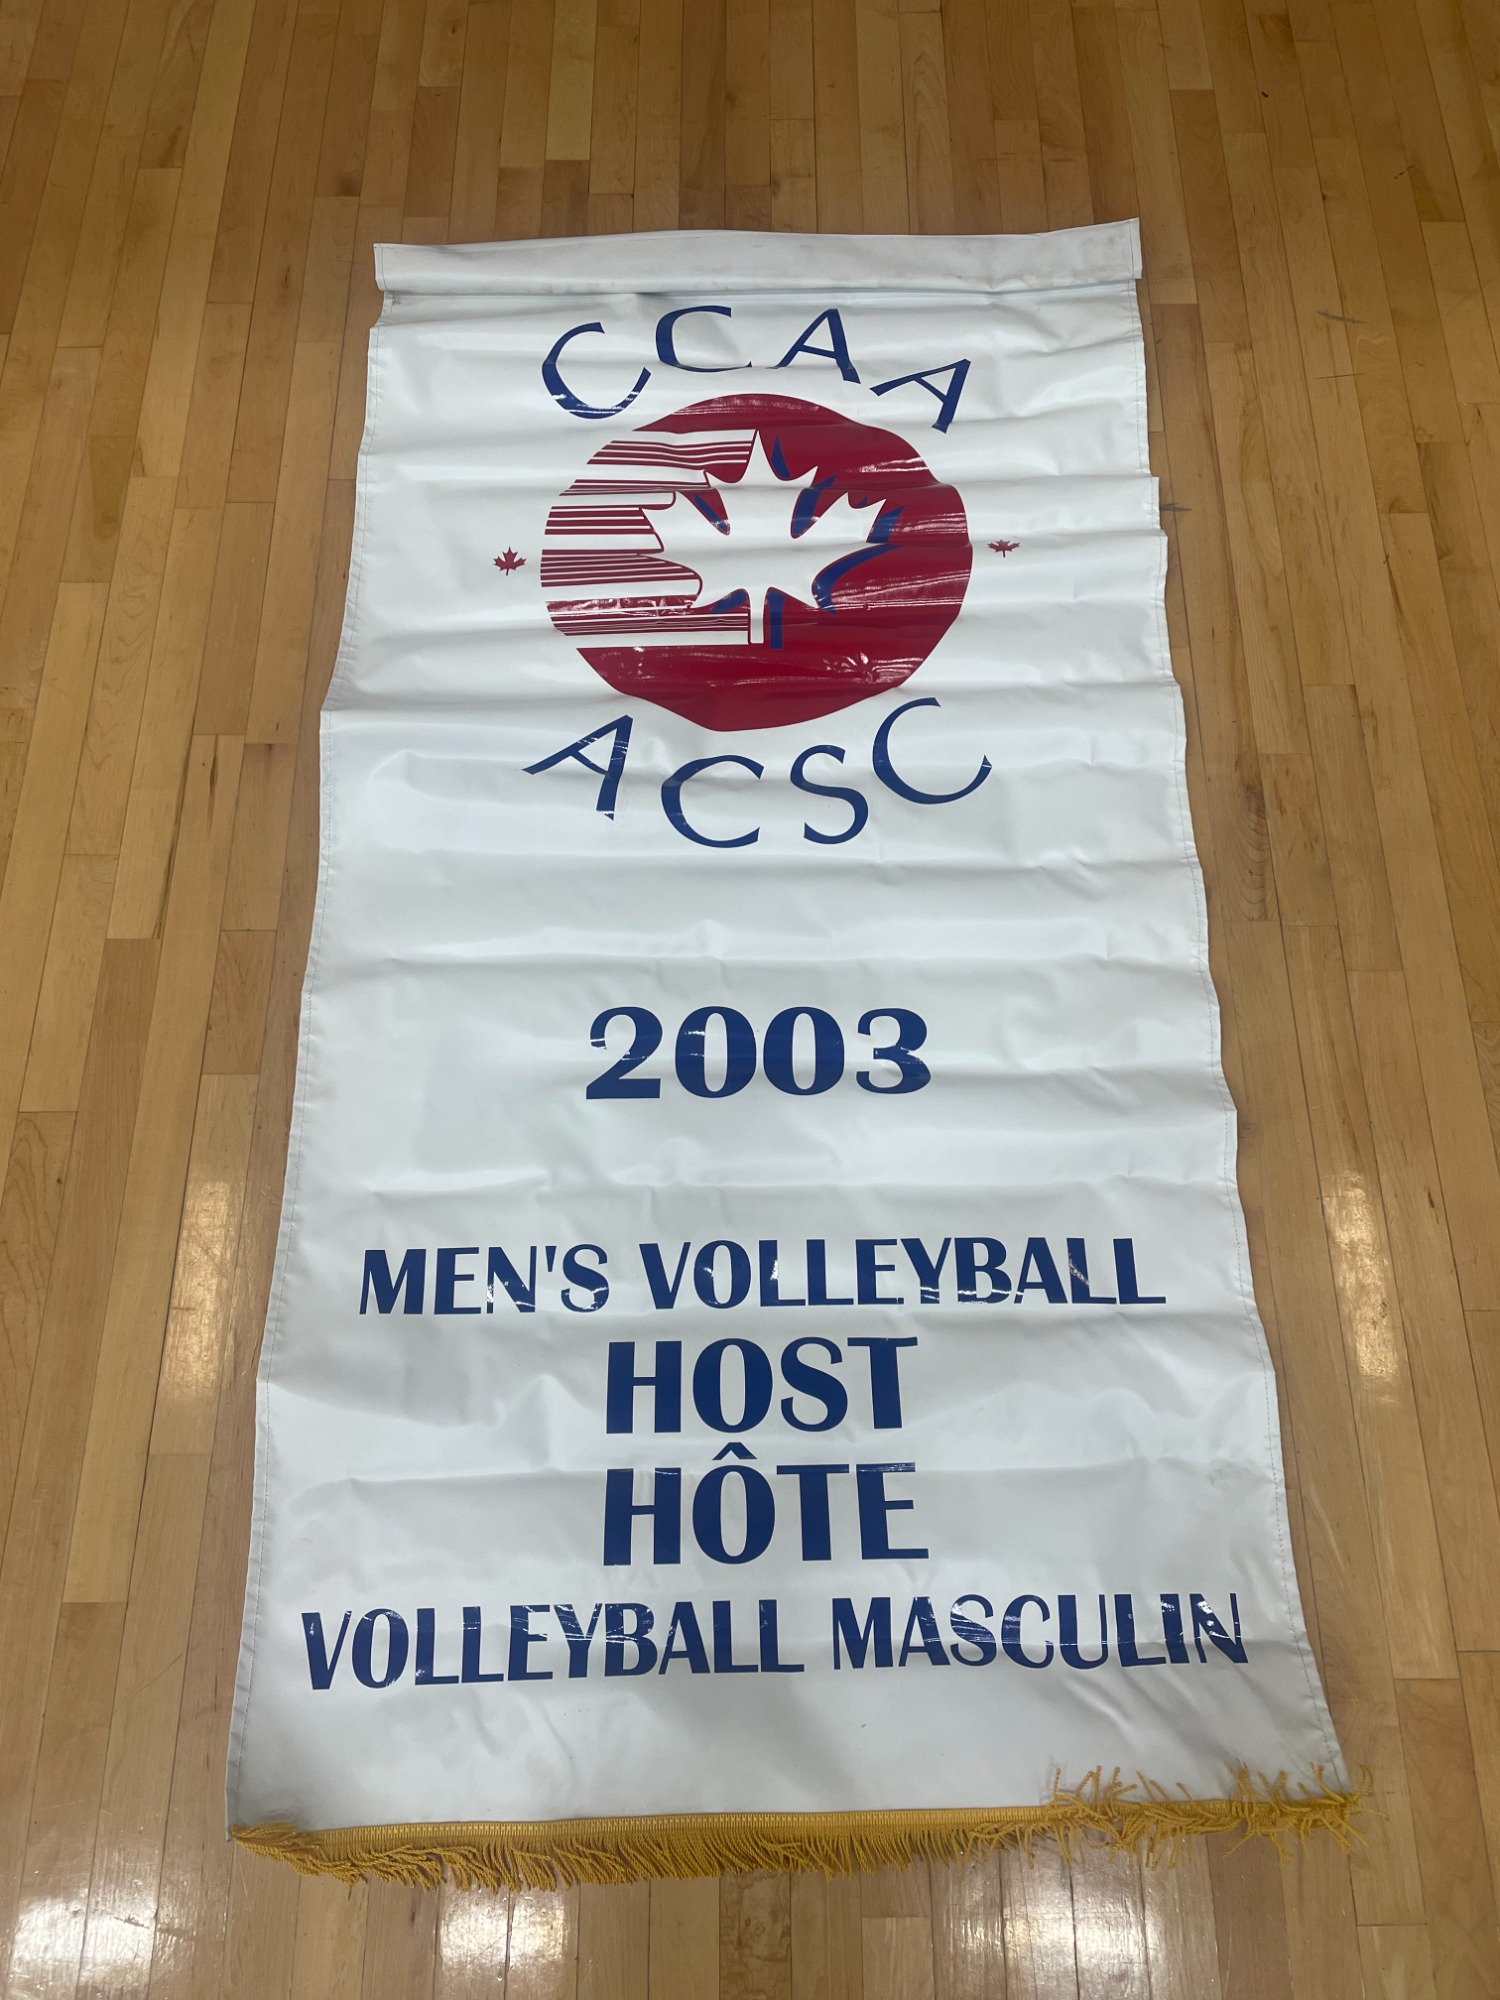 CCAA
ACSC
2003
MEN'S VOLLEYBALL
HOST
HÔTE
VOLLEYBALL MASCULIN